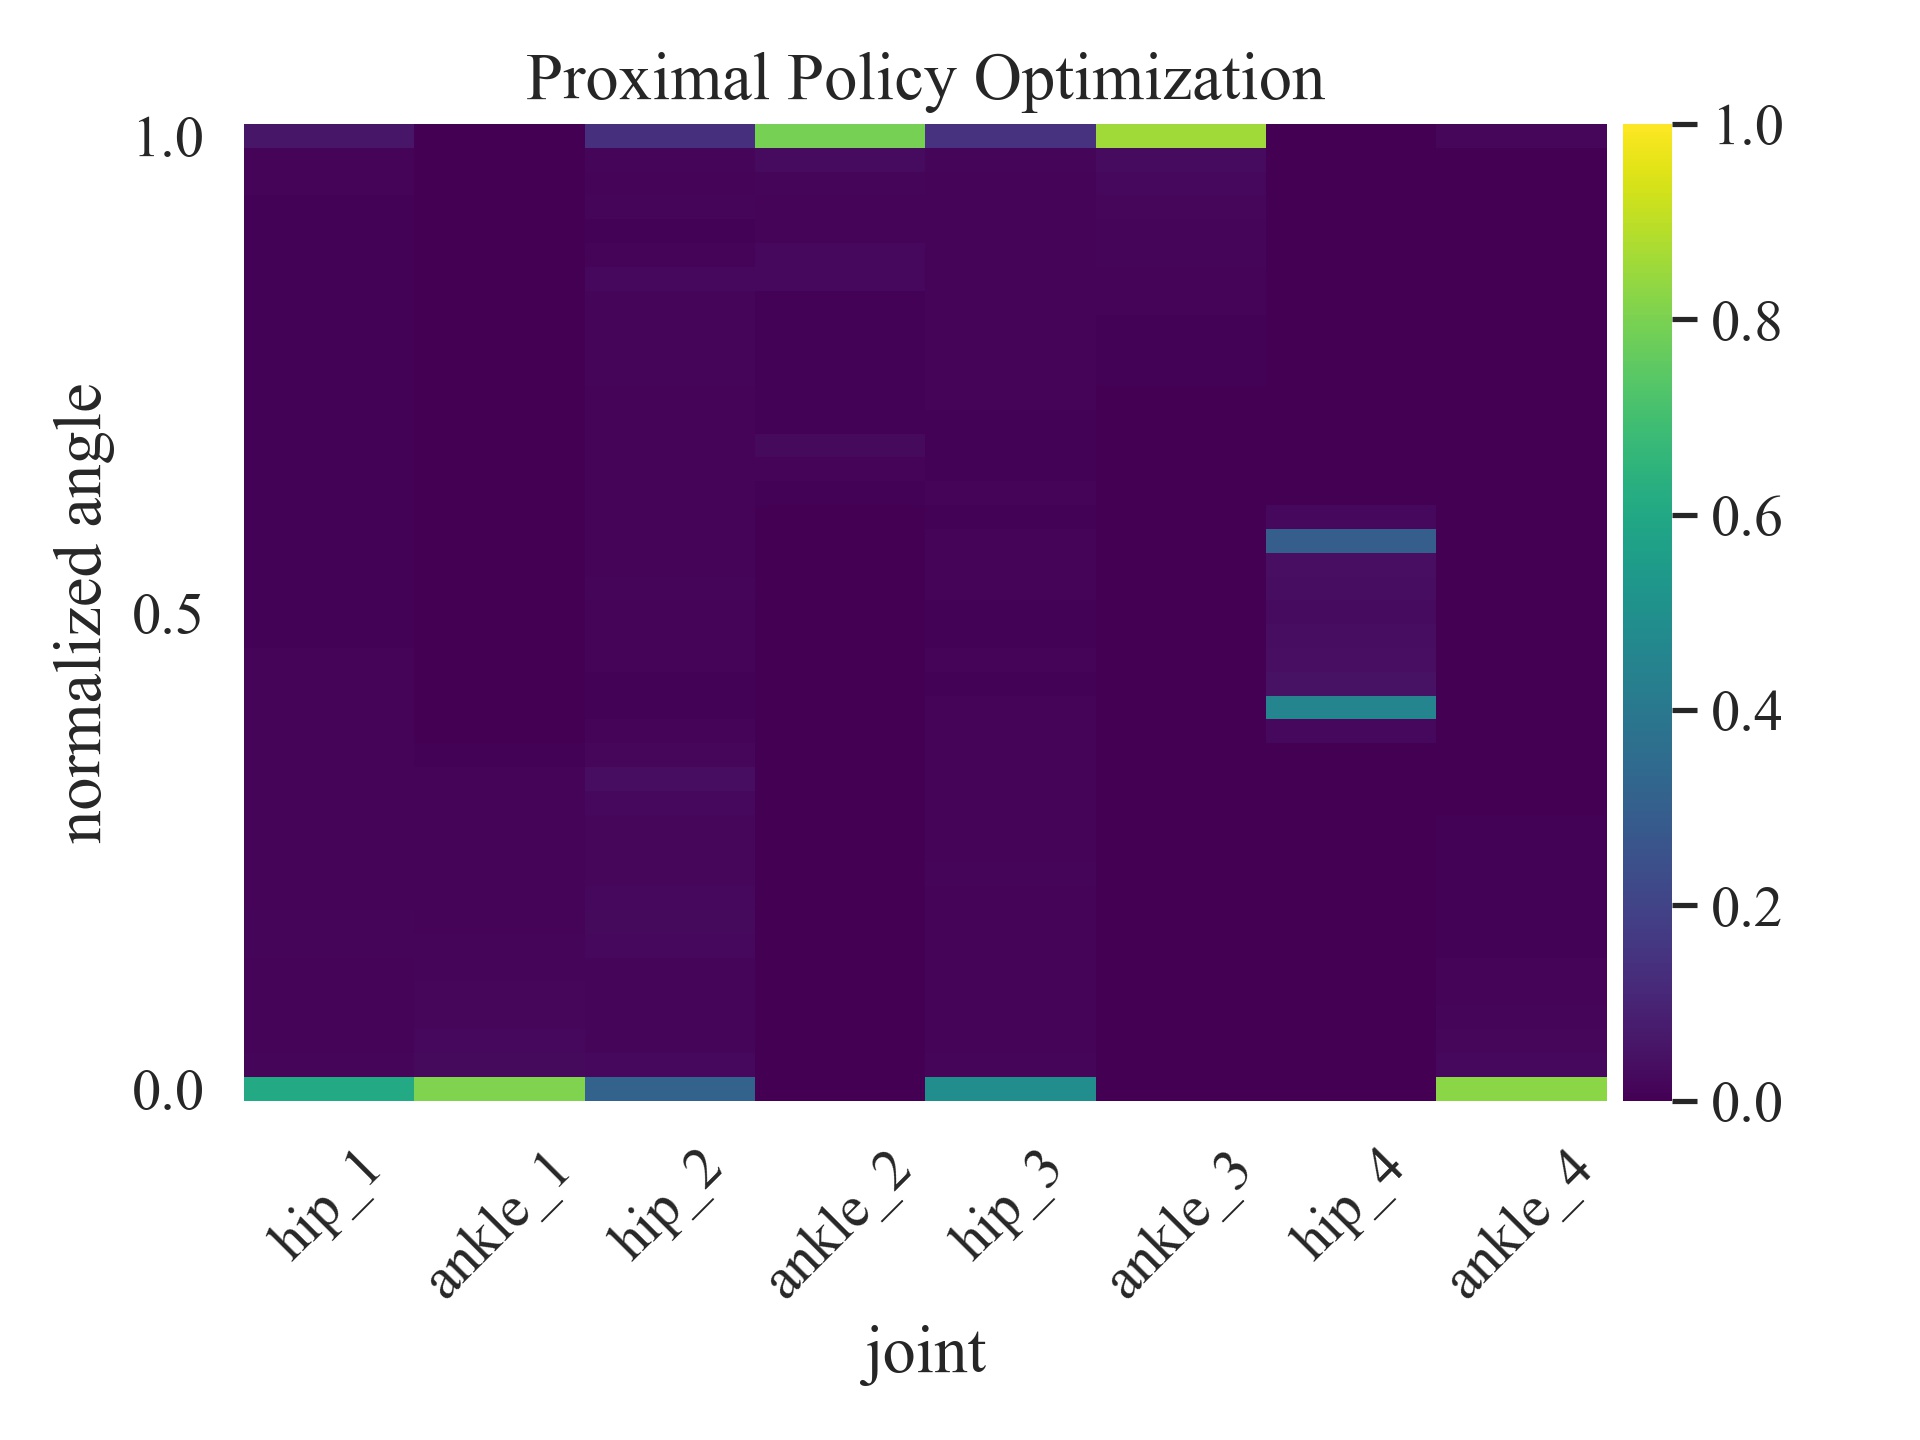 Proximal Policy Optimization
normalized angle
1.0
0.5
0.0
1.0
0.8
0.6
0.4
0.2
0.0
hip_1
ankle_1
hip_2
ankle_2
hip_3
ankle_3
hip_4
ankle_4
joint